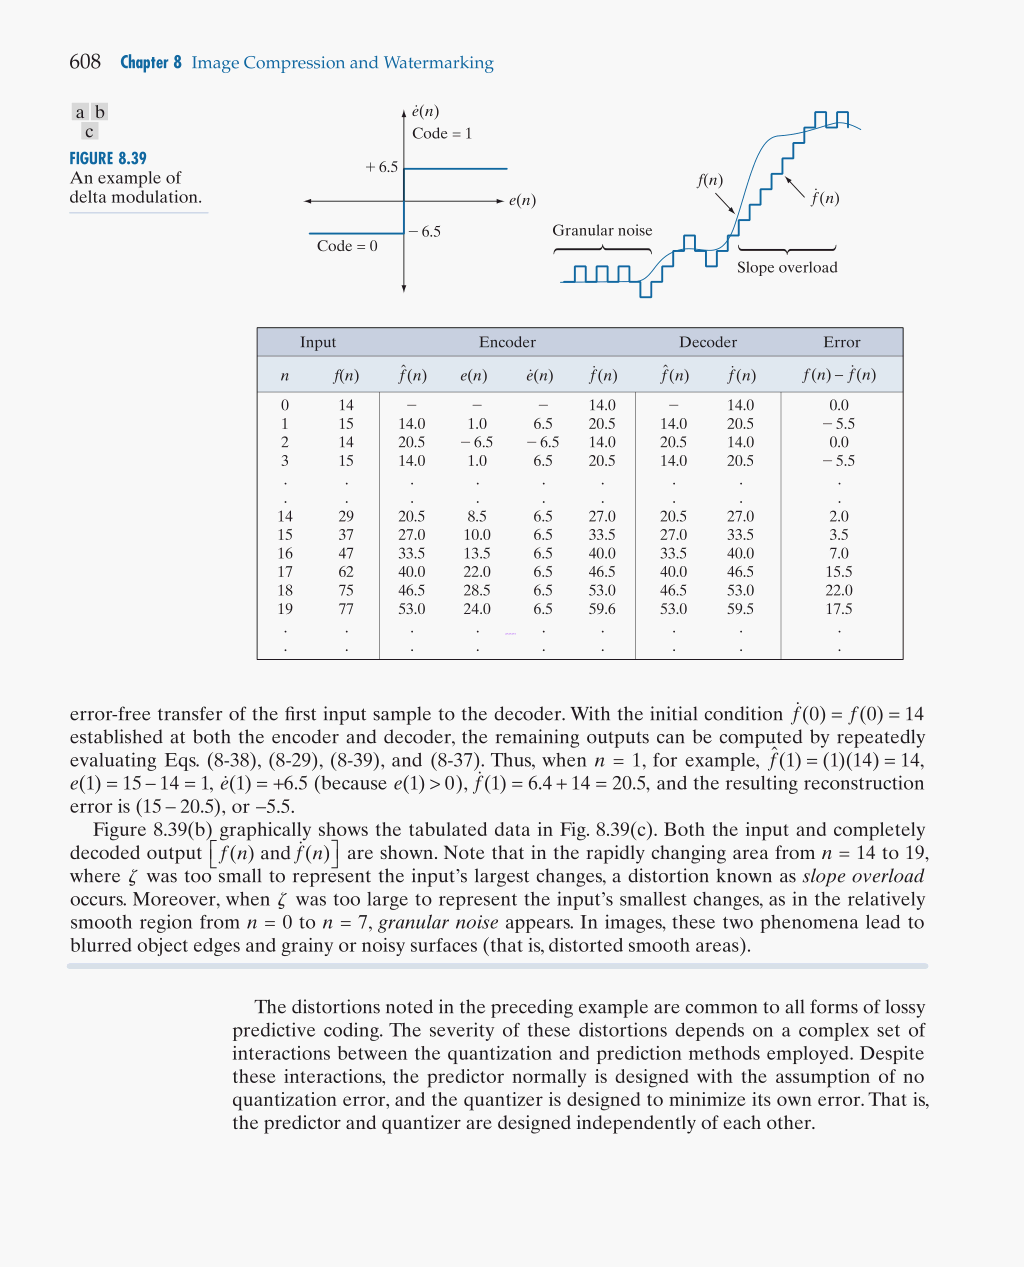 608 Chapter 8 Image Compression and Watermarking
a b
c
FIGURE 8.39
An example of
delta modulation.
ė(n)
Code = 1
+ 6.5
e(n)
− 6.5
Code = 0
f(n)
ḟ(n)
Granular noise
Slope overload
Input Encoder Decoder Error
n f(n) f̂(n) e(n) ė(n) ḟ(n) f̂(n) ḟ(n) f(n) − ḟ(n)
0 14 − − − 14.0 − 14.0 0.0
1 15 14.0 1.0 6.5 20.5 14.0 20.5 −5.5
2 14 20.5 −6.5 −6.5 14.0 20.5 14.0 0.0
3 15 14.0 1.0 6.5 20.5 14.0 20.5 −5.5
. . . . . . . . .
. . . . . . . . .
14 29 20.5 8.5 6.5 27.0 20.5 27.0 2.0
15 37 27.0 10.0 6.5 33.5 27.0 33.5 3.5
16 47 33.5 13.5 6.5 40.0 33.5 40.0 7.0
17 62 40.0 22.0 6.5 46.5 40.0 46.5 15.5
18 75 46.5 28.5 6.5 53.0 46.5 53.0 22.0
19 77 53.0 24.0 6.5 59.6 53.0 59.5 17.5
. . . . . . . . .
. . . . . . . . .
error-free transfer of the first input sample to the decoder. With the initial condition ḟ(0) = f(0) = 14
established at both the encoder and decoder, the remaining outputs can be computed by repeatedly
evaluating Eqs. (8-38), (8-29), (8-39), and (8-37). Thus, when n = 1, for example, f̂(1) = (1)(14) = 14,
e(1) = 15 − 14 = 1, ė(1) = +6.5 (because e(1) > 0), ḟ(1) = 6.4 + 14 = 20.5, and the resulting reconstruction
error is (15 − 20.5), or –5.5.
Figure 8.39(b) graphically shows the tabulated data in Fig. 8.39(c). Both the input and completely
decoded output [f(n) and ḟ(n)] are shown. Note that in the rapidly changing area from n = 14 to 19,
where ζ was too small to represent the input's largest changes, a distortion known as slope overload
occurs. Moreover, when ζ was too large to represent the input's smallest changes, as in the relatively
smooth region from n = 0 to n = 7, granular noise appears. In images, these two phenomena lead to
blurred object edges and grainy or noisy surfaces (that is, distorted smooth areas).
The distortions noted in the preceding example are common to all forms of lossy
predictive coding. The severity of these distortions depends on a complex set of
interactions between the quantization and prediction methods employed. Despite
these interactions, the predictor normally is designed with the assumption of no
quantization error, and the quantizer is designed to minimize its own error. That is,
the predictor and quantizer are designed independently of each other.